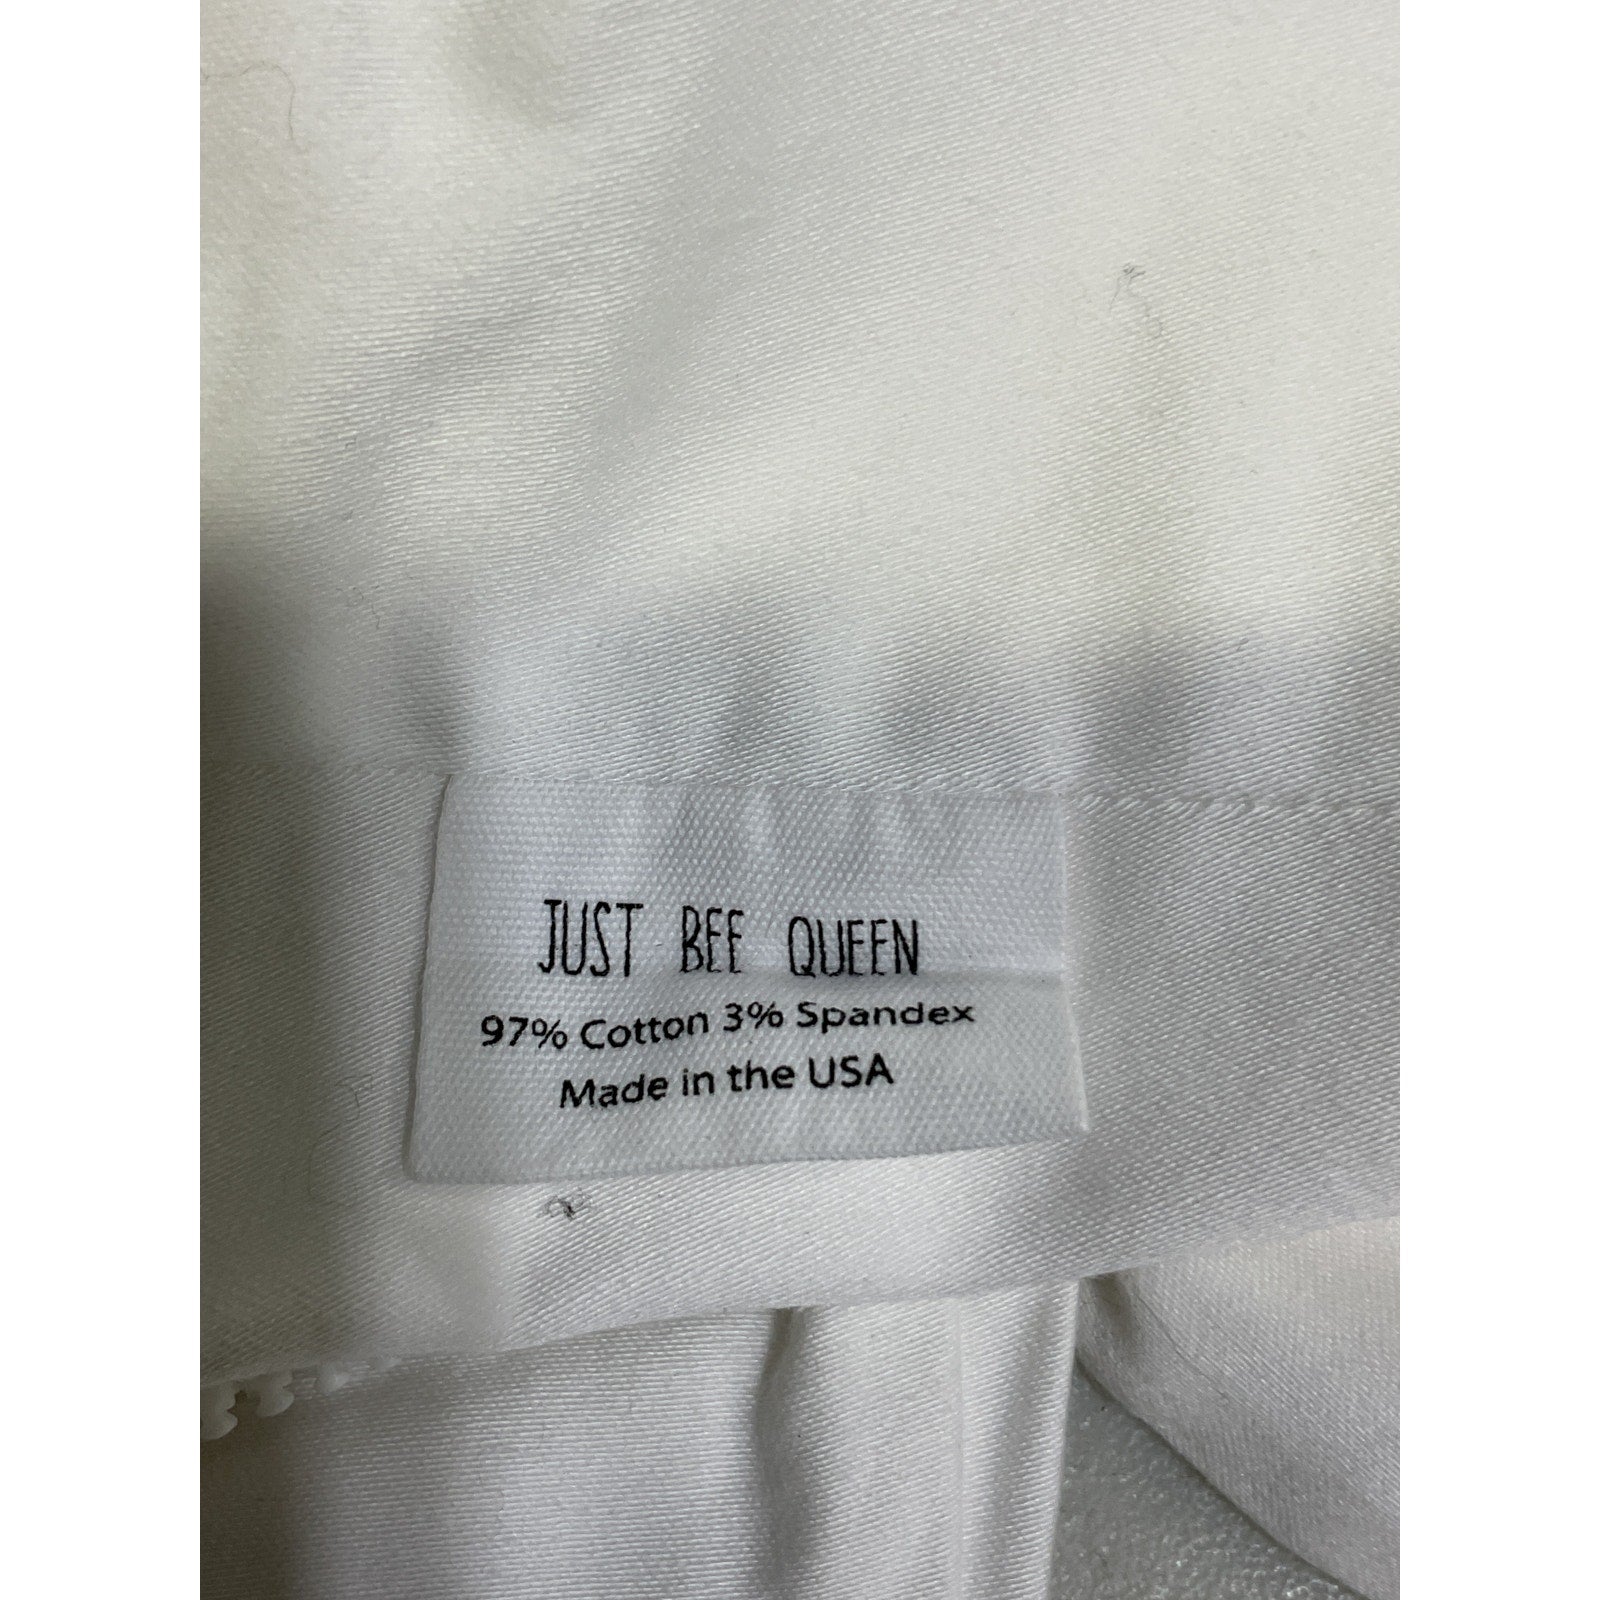 JUST BEE QUEEN
97% Cotton 3% Spandex
Made in the USA